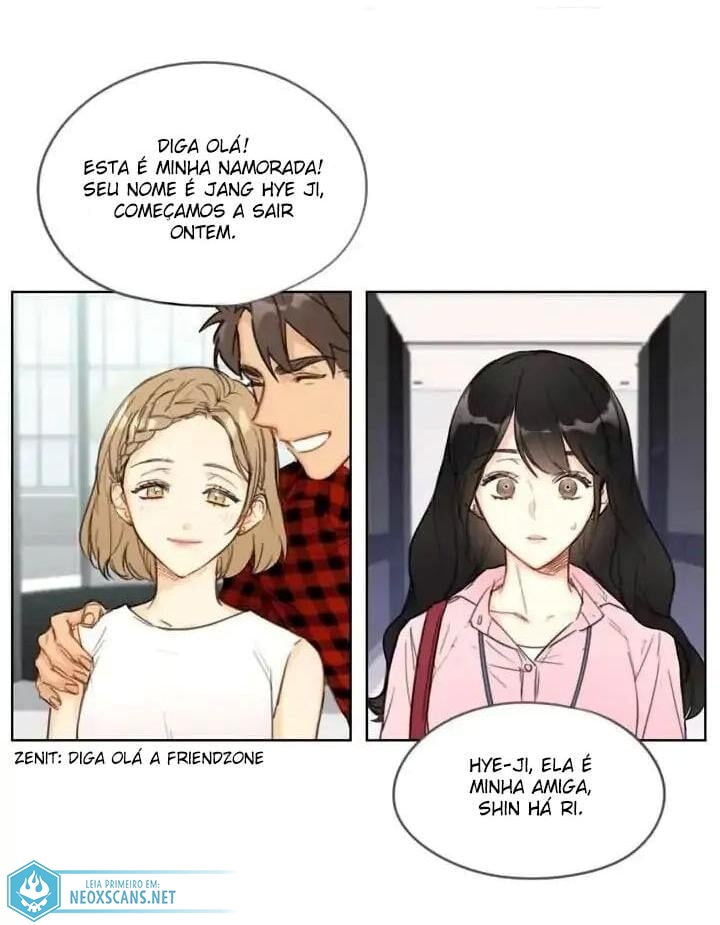 DIGA OLÁ!
ESTA É MINHA NAMORADA!
SEU NOME É JANG HYE JI,
COMEÇAMOS A SAIR
ONTEM.
ZENIT: DIGA OLÁ A FRIENDZONE
HYE-JI, ELA É
MINHA AMIGA,
SHIN HÁ RI.
LEIA PRIMEIRO EM:
NEOXSCANS.NET